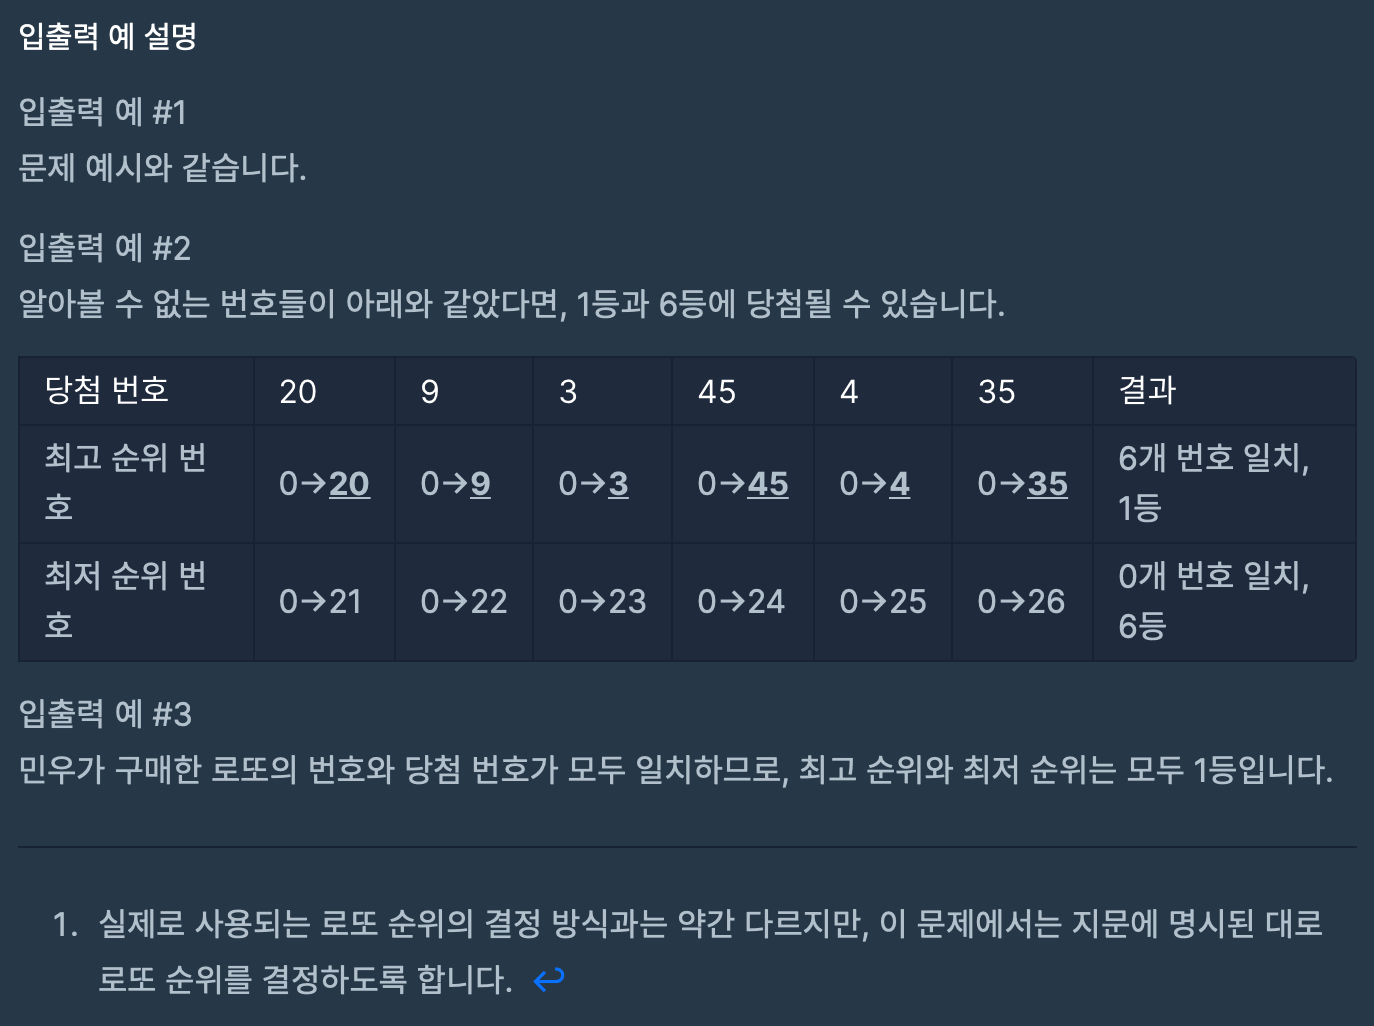 입출력 예 설명
입출력 예 #1
문제 예시와 같습니다.
입출력 예 #2
알아볼 수 없는 번호들이 아래와 같았다면, 1등과 6등에 당첨될 수 있습니다.
당첨 번호 20 9 3 45 4 35 결과
최고 순위 번호 0→20 0→9 0→3 0→45 0→4 0→35 6개 번호 일치, 1등
최저 순위 번호 0→21 0→22 0→23 0→24 0→25 0→26 0개 번호 일치, 6등
입출력 예 #3
민우가 구매한 로또의 번호와 당첨 번호가 모두 일치하므로, 최고 순위와 최저 순위는 모두 1등입니다.
1. 실제로 사용되는 로또 순위의 결정 방식과는 약간 다르지만, 이 문제에서는 지문에 명시된 대로
로또 순위를 결정하도록 합니다. ↩